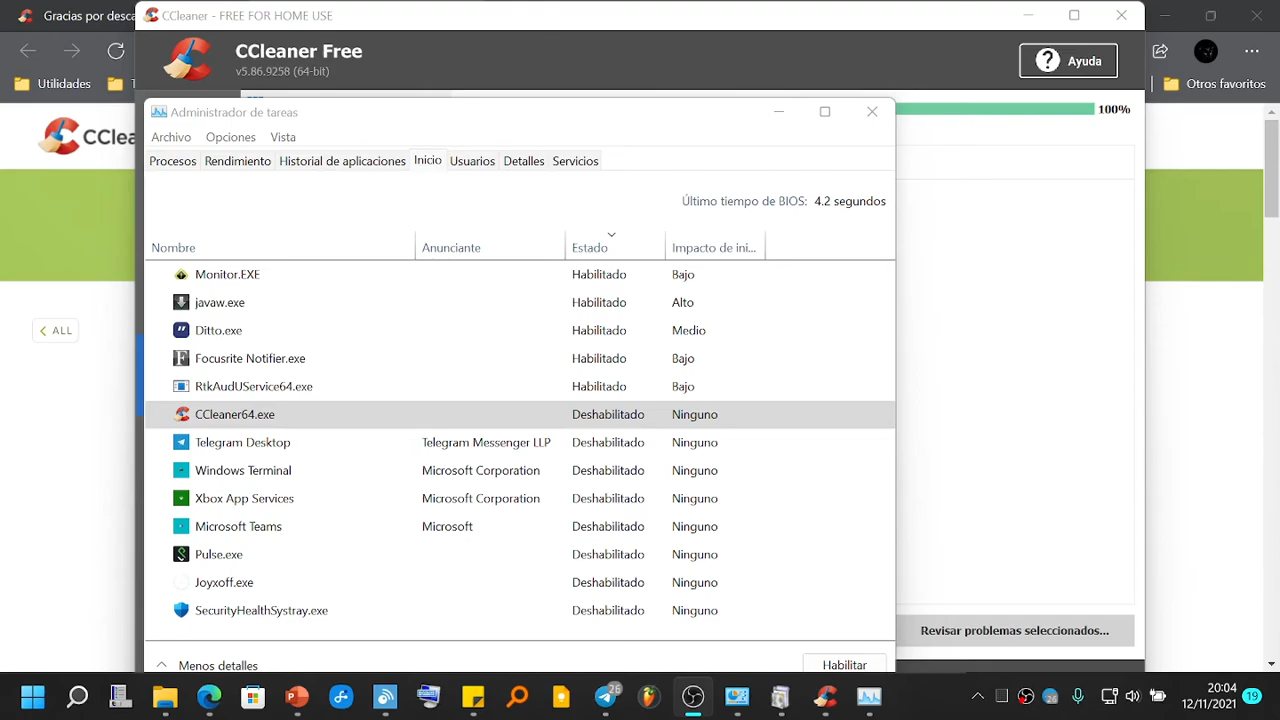 Gracias por desc
CCleaner - FREE FOR HOME USE
CCleaner Free
v5.86.9258 (64-bit)
Ayuda
Utilidades
Otros favoritos
CClea
100%
Administrador de tareas
Archivo Opciones Vista
Procesos Rendimiento Historial de aplicaciones Inicio Usuarios Detalles Servicios
Último tiempo de BIOS: 4.2 segundos
Nombre Anunciante Estado Impacto de ini...
Monitor.EXE Habilitado Bajo
javaw.exe Habilitado Alto
Ditto.exe Habilitado Medio
ALL
Focusrite Notifier.exe Habilitado Bajo
RtkAudUService64.exe Habilitado Bajo
CCleaner64.exe Deshabilitado Ninguno
Telegram Desktop Telegram Messenger LLP Deshabilitado Ninguno
Windows Terminal Microsoft Corporation Deshabilitado Ninguno
Xbox App Services Microsoft Corporation Deshabilitado Ninguno
Microsoft Teams Microsoft Deshabilitado Ninguno
Pulse.exe Deshabilitado Ninguno
Joyxoff.exe Deshabilitado Ninguno
SecurityHealthSystray.exe Deshabilitado Ninguno
Revisar problemas seleccionados...
Menos detalles Habilitar
26
26
20:04
12/11/2021
19